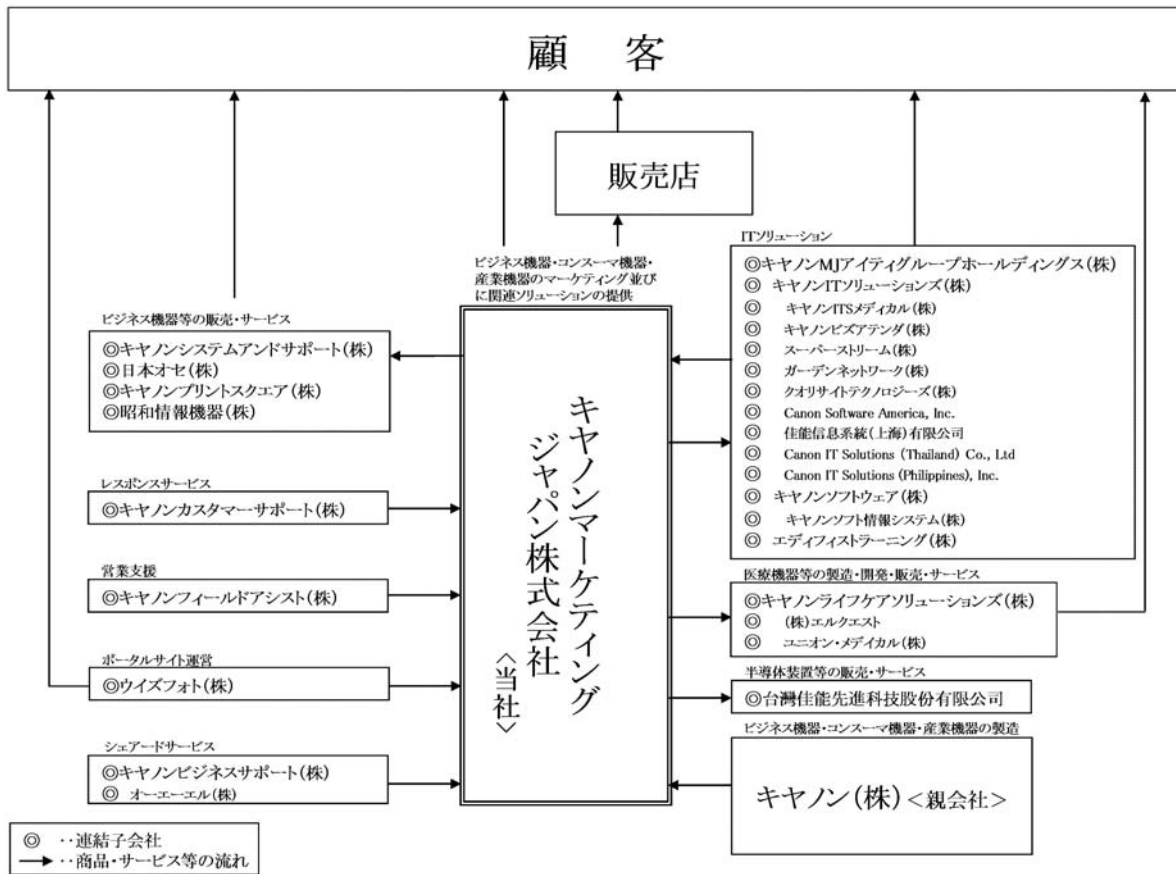 顧 客
販売店
ビジネス機器・コンスーマ機器・
産業機器のマーケティング並び
に関連ソリューションの提供
キヤノンマーケティング
ジャパン株式会社
<当社>
ビジネス機器等の販売・サービス
◎キヤノンシステムアンドサポート(株)
◎日本オセ(株)
◎キヤノンプリントスクエア(株)
◎昭和情報機器(株)
レスポンスサービス
◎キヤノンカスタマーサポート(株)
営業支援
◎キヤノンフィールドアシスト(株)
ポータルサイト運営
◎ウイズフォト(株)
シェアードサービス
◎キヤノンビジネスサポート(株)
◎ オーエーエル(株)
ITソリューション
◎キヤノンMJアイティグループホールディングス(株)
◎ キヤノンITソリューションズ(株)
◎ キヤノンITSメディカル(株)
◎ キヤノンビズアテンダ(株)
◎ スーパーストリーム(株)
◎ ガーデンネットワーク(株)
◎ クオリサイトテクノロジーズ(株)
◎ Canon Software America, Inc.
◎ 佳能信息系統(上海)有限公司
◎ Canon IT Solutions (Thailand) Co., Ltd
◎ Canon IT Solutions (Philippines), Inc.
◎ キヤノンソフトウェア(株)
◎ キヤノンソフト情報システム(株)
◎ エディフィストラーニング(株)
医療機器等の製造・開発・販売・サービス
◎キヤノンライフケアソリューションズ(株)
◎ (株)エルクエスト
◎ ユニオン・メデイカル(株)
半導体装置等の販売・サービス
◎台灣佳能先進科技股份有限公司
ビジネス機器・コンスーマ機器・産業機器の製造
キヤノン(株)<親会社>
◎ ‥連結子会社
→ ‥商品・サービス等の流れ